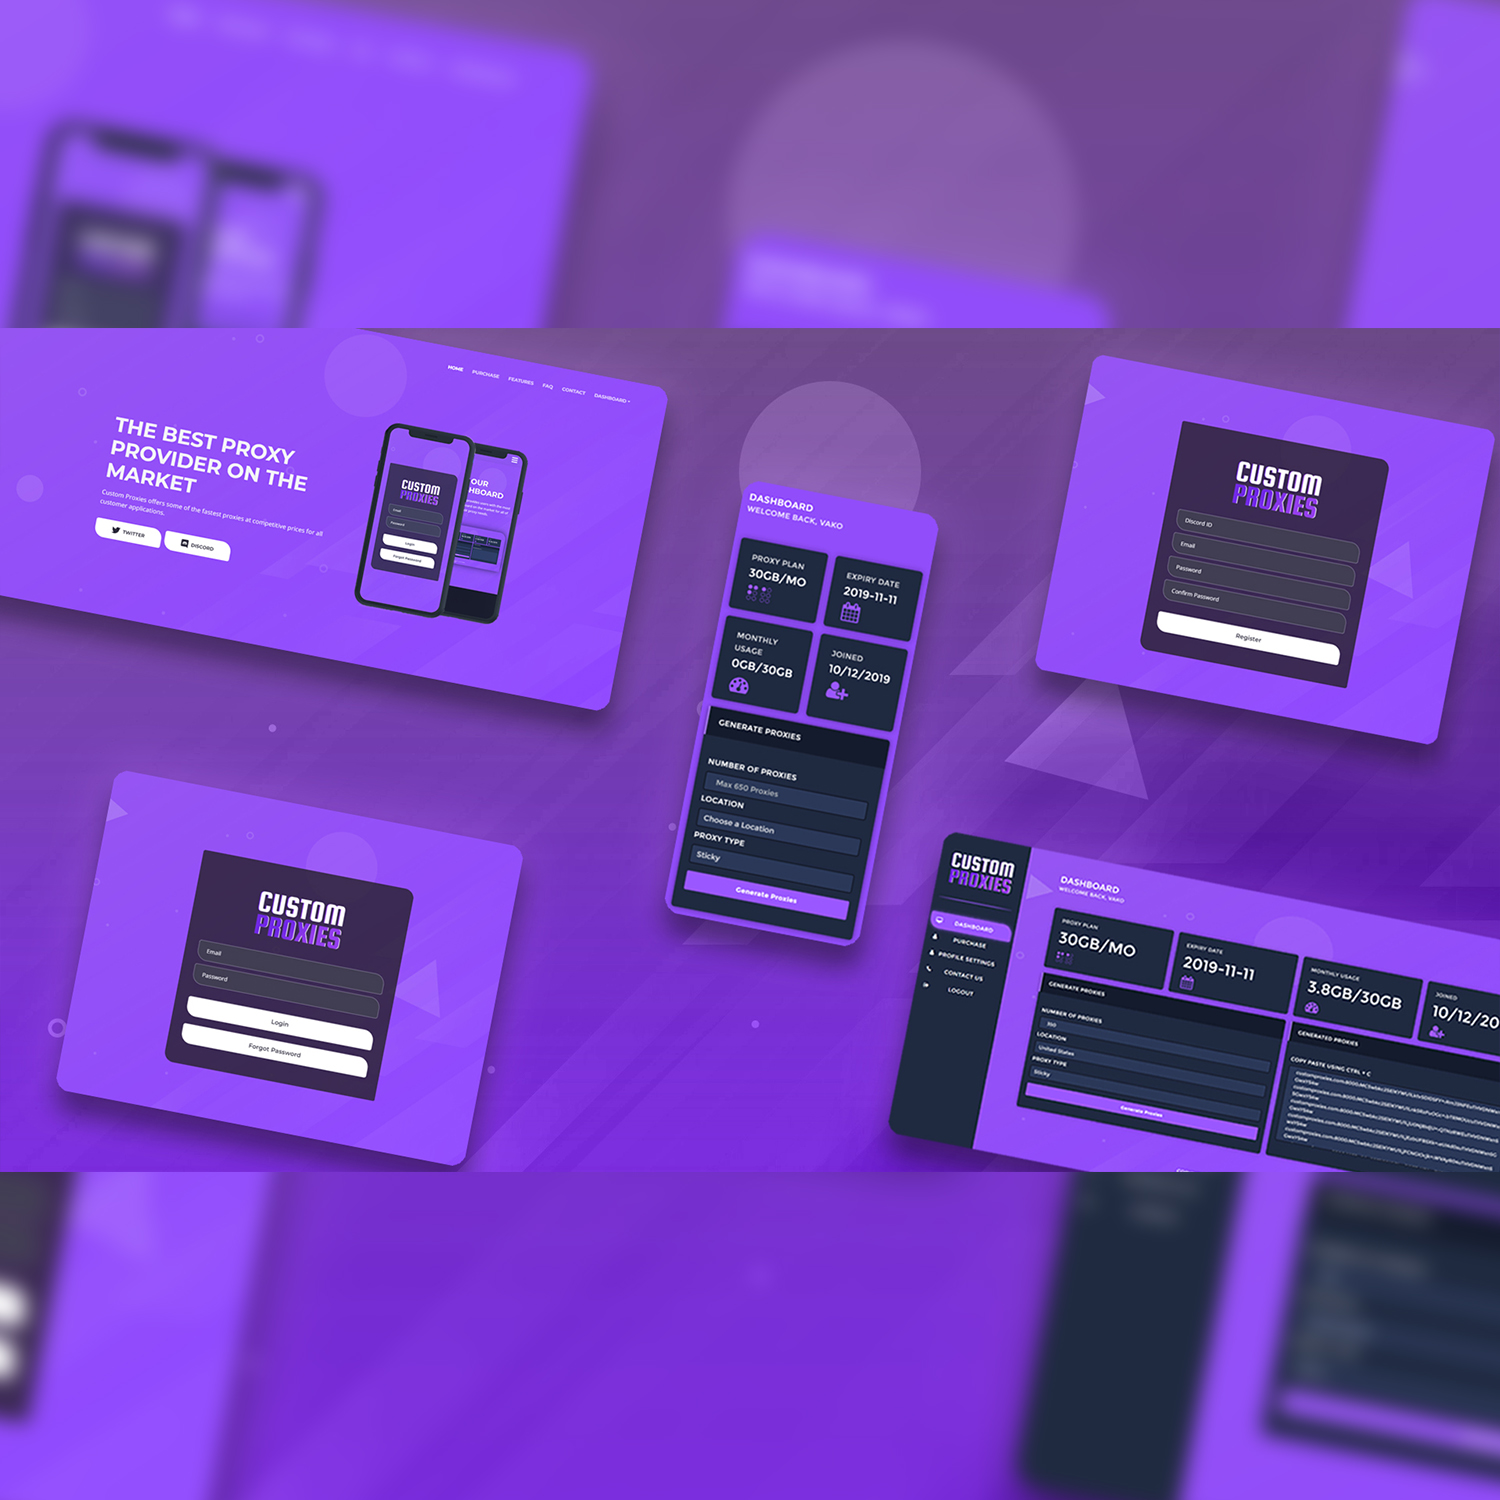 HOME PURCHASE FEATURES FAQ CONTACT DASHBOARD
THE BEST PROXY
PROVIDER ON THE
MARKET
Custom Proxies offers some of the fastest proxies at competitive prices for all
customer applications.
TWITTER
DISCORD
CUSTOM
PROXIES
Email
Password
Login
Forgot Password
OUR
HBOARD
DASHBOARD
WELCOME BACK, VAKO
PROXY PLAN
30GB/MO
EXPIRY DATE
2019-11-11
MONTHLY
USAGE
0GB/30GB
JOINED
10/12/2019
GENERATE PROXIES
NUMBER OF PROXIES
Max 650 Proxies
LOCATION
Choose a Location
PROXY TYPE
Sticky
Generate Proxies
CUSTOM
PROXIES
Discord ID
Email
Password
Confirm Password
Register
CUSTOM
PROXIES
Email
Password
Login
Forgot Password
CUSTOM
PROXIES
DASHBOARD
PURCHASE
PROFILE SETTINGS
CONTACT US
LOGOUT
DASHBOARD
WELCOME BACK, VAKO
PROXY PLAN
30GB/MO
EXPIRY DATE
2019-11-11
MONTHLY USAGE
3.8GB/30GB
JOINED
10/12/20
GENERATE PROXIES
NUMBER OF PROXIES
LOCATION
United States
PROXY TYPE
Sticky
Generate Proxies
GENERATED PROXIES
COPY PASTE USING CTRL + C